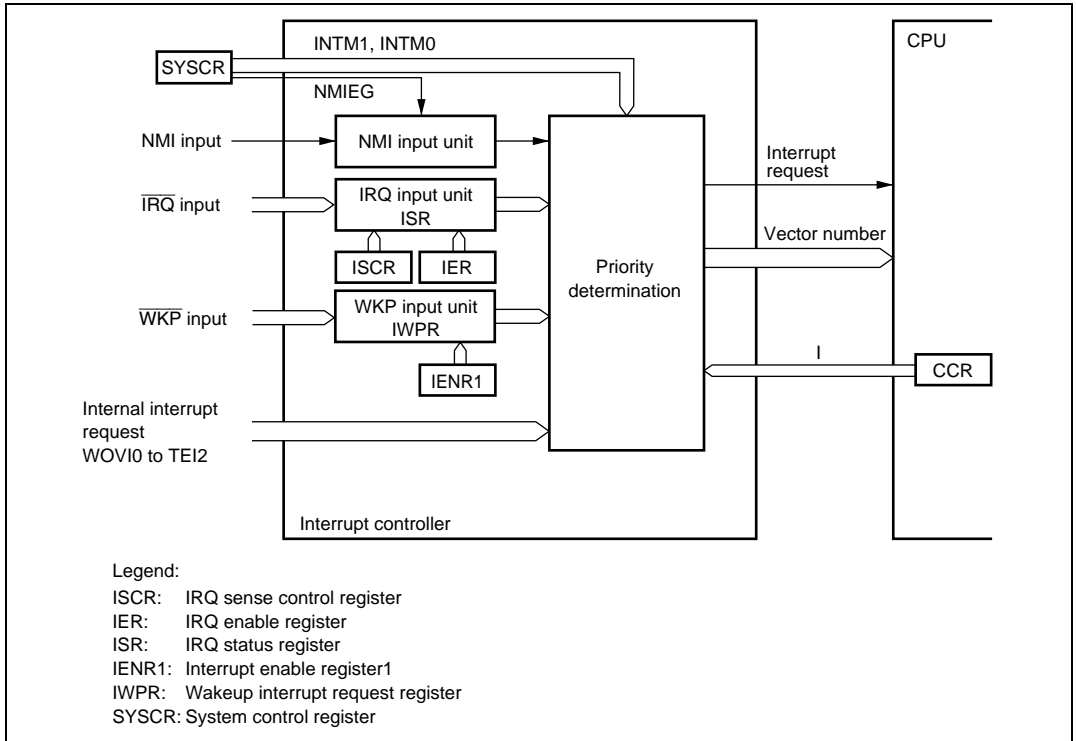 INTM1, INTM0
CPU
SYSCR
NMIEG
NMI input
NMI input unit
Interrupt
request
IRQ input
IRQ input unit
ISR
Vector number
ISCR
IER
Priority
determination
WKP input
WKP input unit
IWPR
I
CCR
IENR1
Internal interrupt
request
WOVI0 to TEI2
Interrupt controller
Legend:
ISCR: IRQ sense control register
IER: IRQ enable register
ISR: IRQ status register
IENR1: Interrupt enable register1
IWPR: Wakeup interrupt request register
SYSCR: System control register